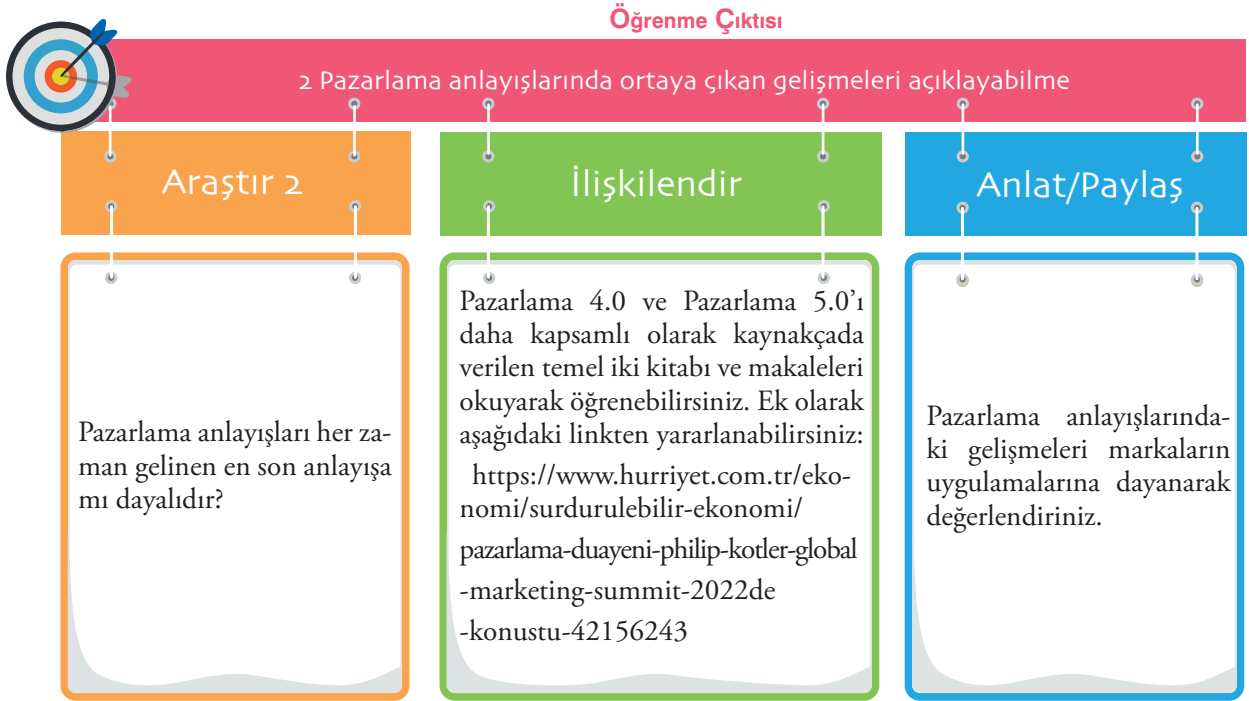 Öğrenme Çıktısı
2 Pazarlama anlayışlarında ortaya çıkan gelişmeleri açıklayabilme
Araştır 2
İlişkilendir
Anlat/Paylaş
Pazarlama anlayışları her za-
man gelinen en son anlayışa
mı dayalıdır?
Pazarlama 4.0 ve Pazarlama 5.0’ı
daha kapsamlı olarak kaynakçada
verilen temel iki kitabı ve makaleleri
okuyarak öğrenebilirsiniz. Ek olarak
aşağıdaki linkten yararlanabilirsiniz:
https://www.hurriyet.com.tr/eko-
nomi/surdurulebilir-ekonomi/
pazarlama-duayeni-philip-kotler-global
-marketing-summit-2022de
-konustu-42156243
Pazarlama anlayışlarında-
ki gelişmeleri markaların
uygulamalarına dayanarak
değerlendiriniz.